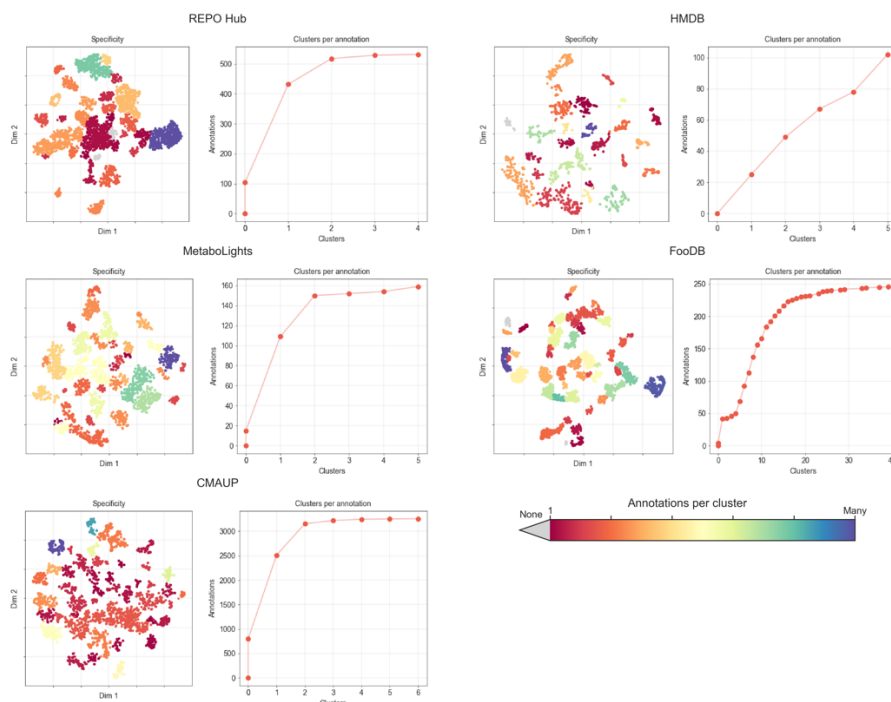 REPO Hub
Specificity
Dim 2
Dim 1
Clusters per annotation
Annotations
500
400
300
200
100
0
0 1 2 3 4
Clusters
HMDB
Specificity
Dim 2
Dim 1
Clusters per annotation
Annotations
100
80
60
40
20
0
0 1 2 3 4 5
Clusters
MetaboLights
Specificity
Dim 2
Dim 1
Clusters per annotation
Annotations
160
140
120
100
80
60
40
20
0
0 1 2 3 4 5
Clusters
FooDB
Specificity
Dim 2
Dim 1
Clusters per annotation
Annotations
250
200
150
100
50
0
0 10 20 30
Clusters
CMAUP
Specificity
Dim 2
Dim 1
Clusters per annotation
Annotations
3000
2500
2000
1500
1000
500
0
0 1 2 3 4 5 6
Annotations per cluster
None
1
Many